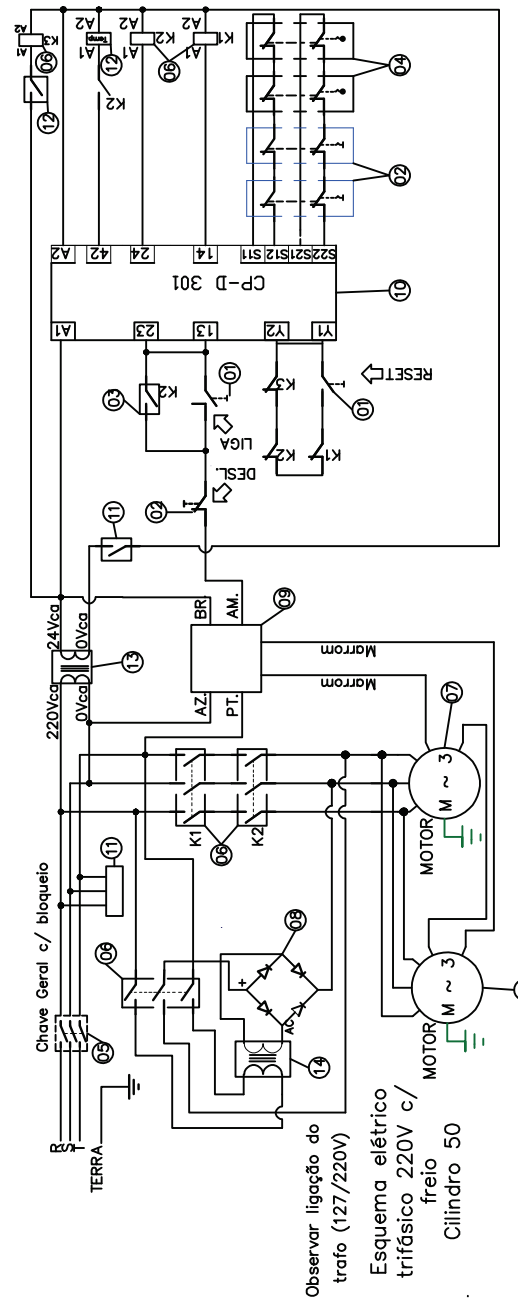 Chave Geral c/ bloqueio
R
S
T
TERRA
05
11
06
13
220Vca
24Vca
0Vca
0Vca
11
AZ.
BR
PT.
AM.
09
Marrom
Marrom
K1
K2
06
08
+
AC
14
MOTOR
M
~
3
MOTOR
M
~
3
07
02
DESL.
LIGA
01
03
K2
K2
K3
K1
01
RESET
A1
23
13
Y2
Y1
CP-D 301
10
A2
42
24
14
S11
S12
S21
S22
K2
12
06
K3
A1
A2
Temp
A1
A2
12
K2
A1
A2
K1
A1
A2
06
04
02
Observar ligação do
trafo (127/220V)
Esquema elétrico
trifásico 220V c/
freio
Cilindro 50